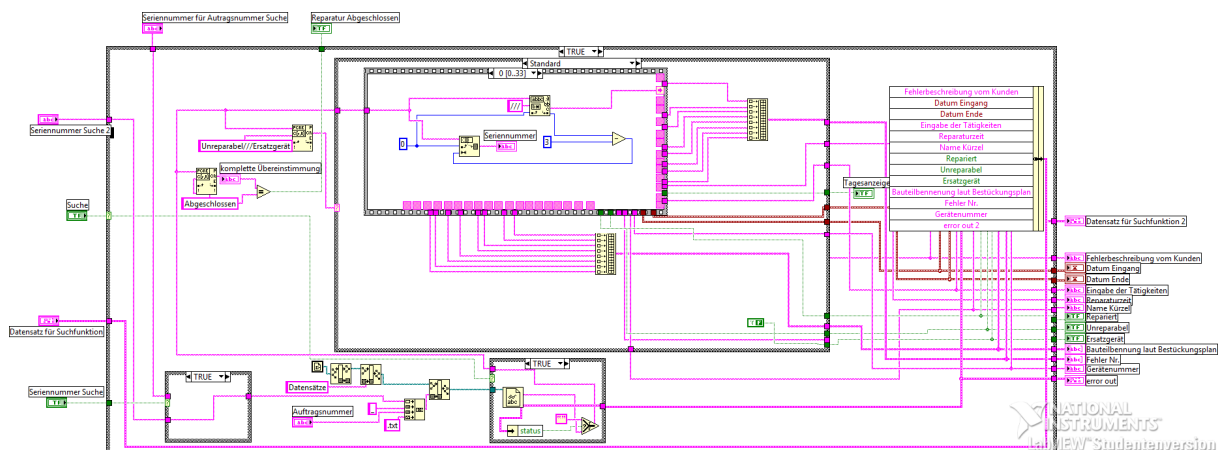 Seriennummer für Autragsnummer Suche
Reparatur Abgeschlossen
TRUE
Standard
0 [0..33]
Seriennummer Suche 2
Unreparabel///Ersatzgerät
komplette Übereinstimmung
Abgeschlossen
///
0
Seriennummer
3
Suche
Tagesanzeige
Fehlerbeschreibung vom Kunden
Datum Eingang
Datum Ende
Eingabe der Tätigkeiten
Reparaturzeit
Name Kürzel
Repariert
Unreparabel
Ersatzgerät
Bauteilbennung laut Bestückungsplan
Fehler Nr.
Gerätenummer
error out 2
Datensatz für Suchfunktion 2
Fehlerbeschreibung vom Kunden
Datum Eingang
Datum Ende
Eingabe der Tätigkeiten
Reparaturzeit
Name Kürzel
Repariert
Unreparabel
Ersatzgerät
Bauteilbennung laut Bestückungsplan
Fehler Nr.
Gerätenummer
error out
Datensatz für Suchfunktion
Seriennummer Suche
TRUE
Datensätze
Auftragsnummer
.txt
TRUE
status
NATIONAL
INSTRUMENTS
LabVIEW™ Studentenversion